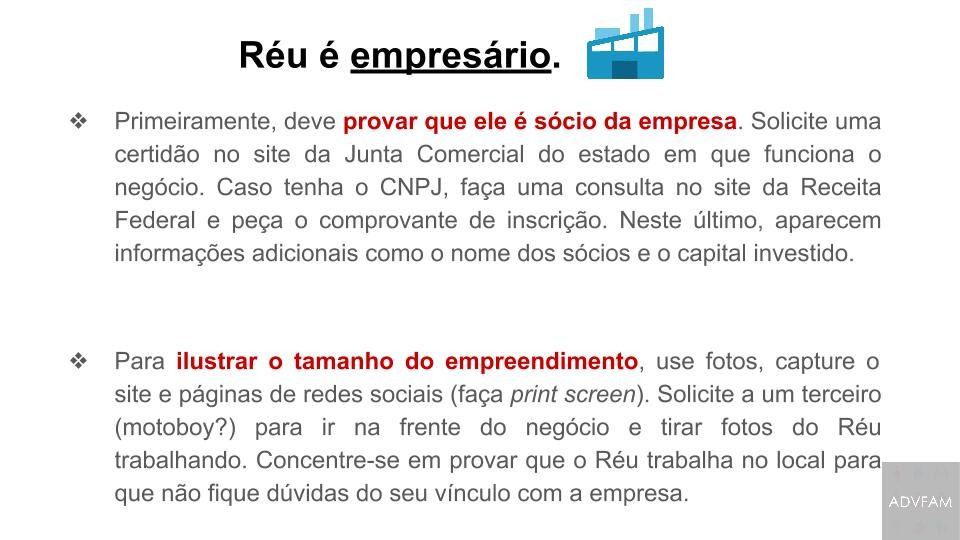 Réu é empresário.
❖ Primeiramente, deve provar que ele é sócio da empresa. Solicite uma
certidão no site da Junta Comercial do estado em que funciona o
negócio. Caso tenha o CNPJ, faça uma consulta no site da Receita
Federal e peça o comprovante de inscrição. Neste último, aparecem
informações adicionais como o nome dos sócios e o capital investido.
❖ Para ilustrar o tamanho do empreendimento, use fotos, capture o
site e páginas de redes sociais (faça print screen). Solicite a um terceiro
(motoboy?) para ir na frente do negócio e tirar fotos do Réu
trabalhando. Concentre-se em provar que o Réu trabalha no local para
que não fique dúvidas do seu vínculo com a empresa.
ADVFAM